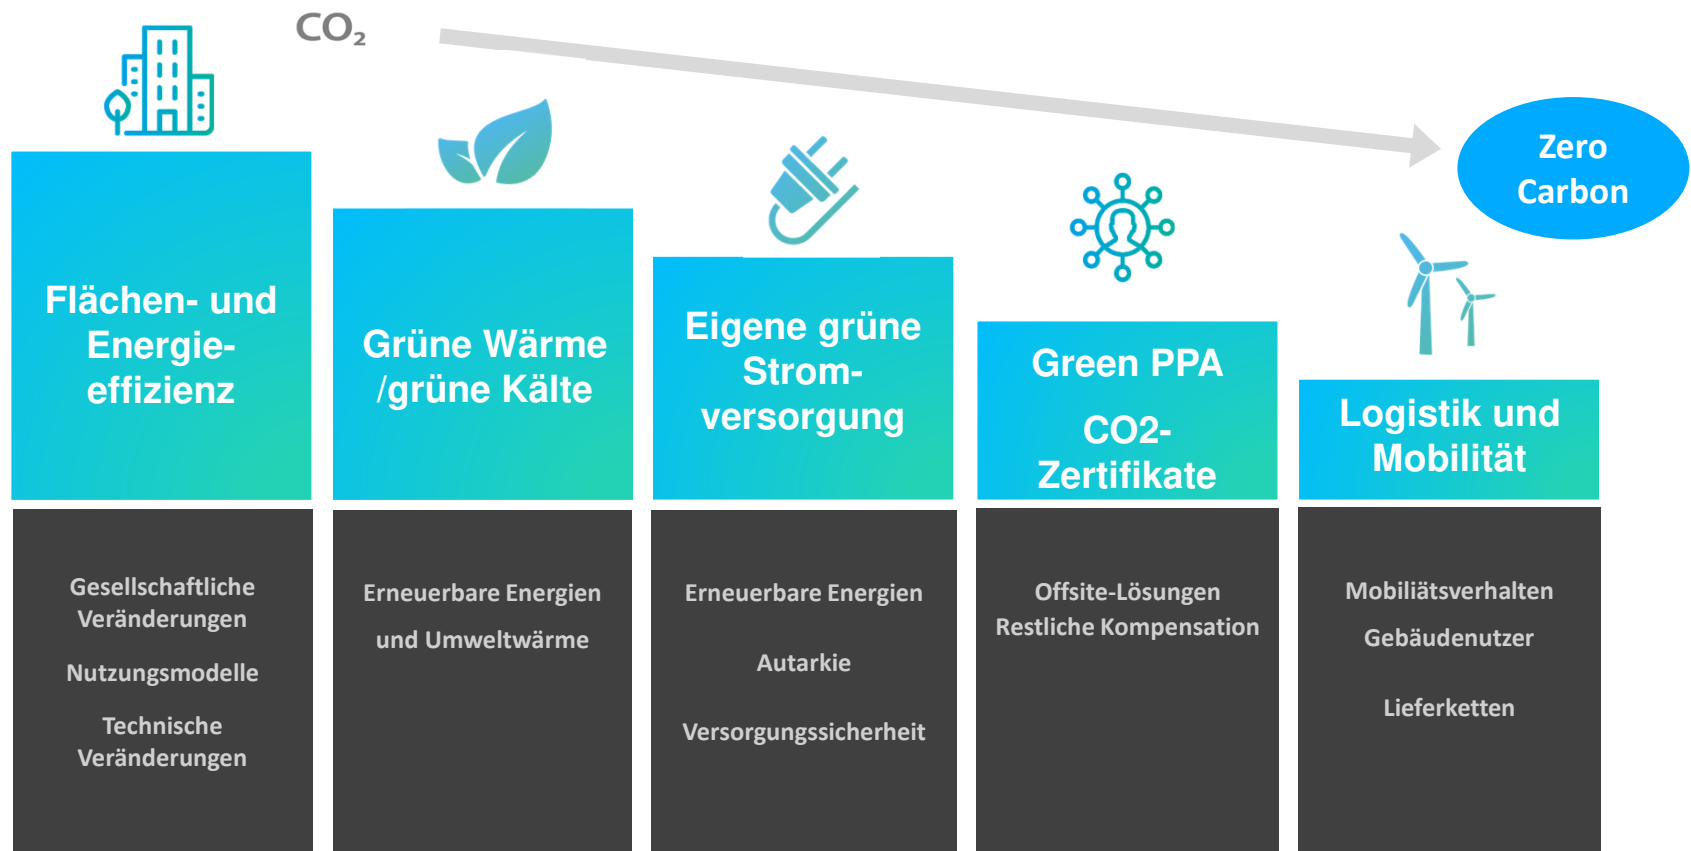 CO₂
Zero
Carbon
Flächen- und
Energie-
effizienz
Grüne Wärme
/grüne Kälte
Eigene grüne
Strom-
versorgung
Green PPA
CO2-
Zertifikate
Logistik und
Mobilität
Gesellschaftliche
Veränderungen
Nutzungsmodelle
Technische
Veränderungen
Erneuerbare Energien
und Umweltwärme
Erneuerbare Energien
Autarkie
Versorgungssicherheit
Offsite-Lösungen
Restliche Kompensation
Mobiliätsverhalten
Gebäudenutzer
Lieferketten